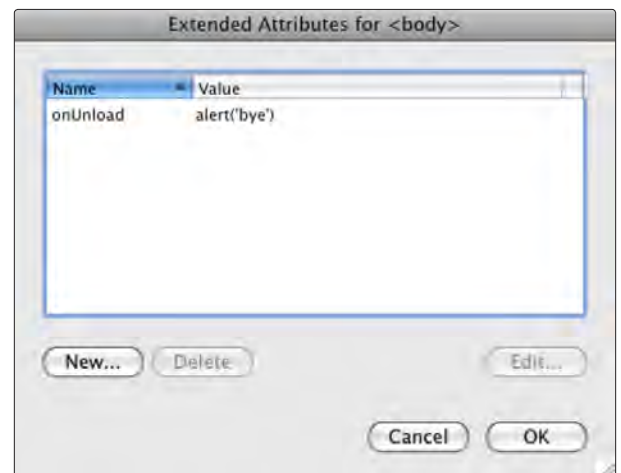 Extended Attributes for <body>
Name Value
onUnload alert('bye')
New... Delete Edit...
Cancel OK